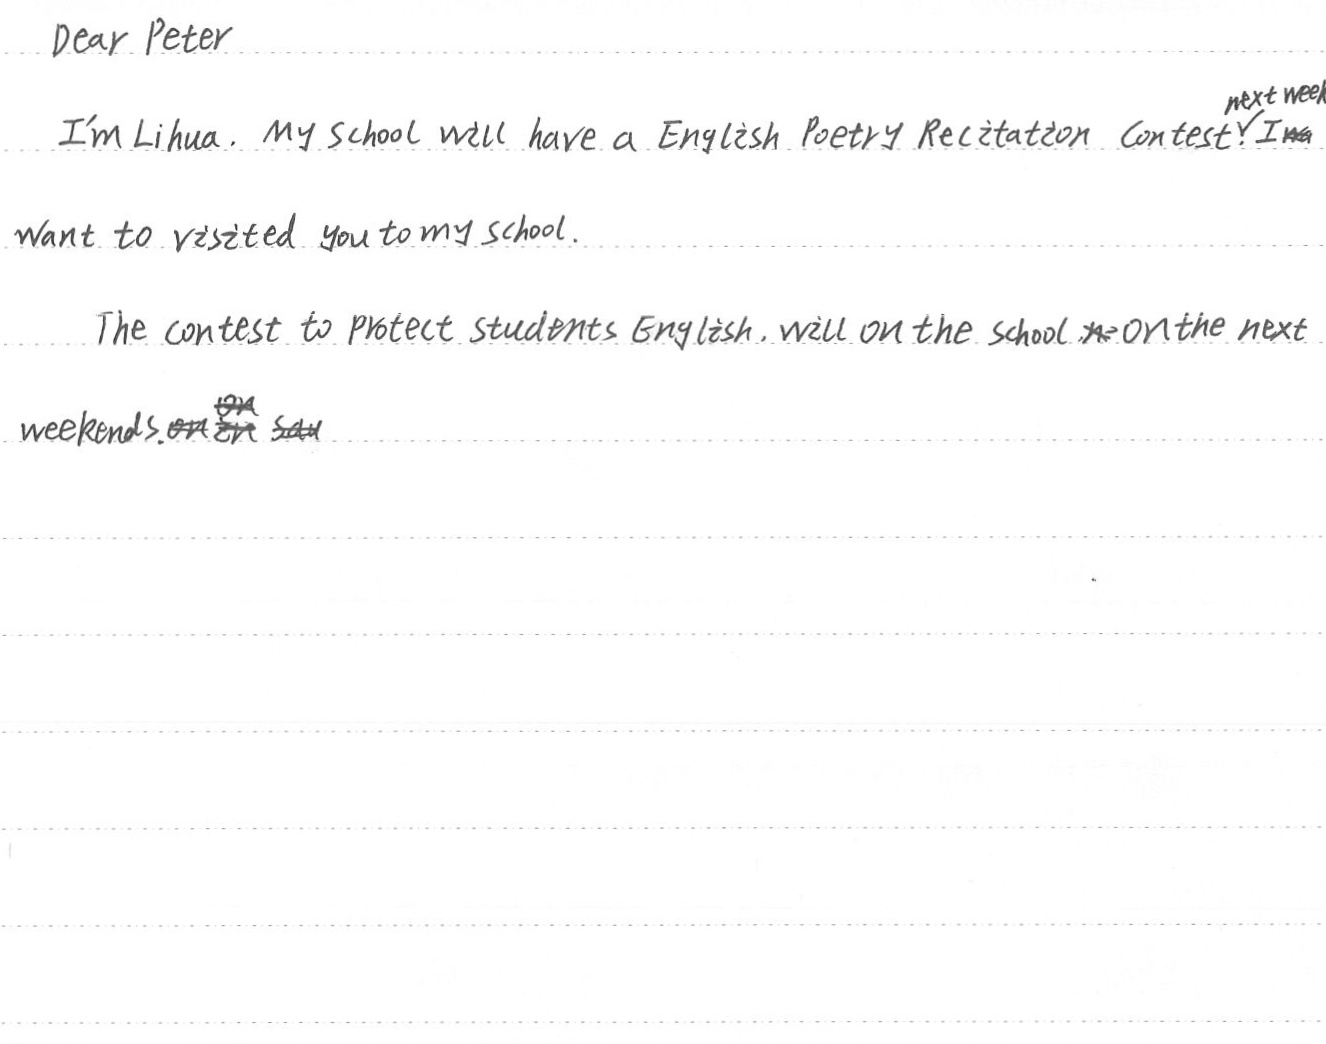 Dear Peter
I'm Lihua. My school will have a English Poetry Recitation Contest next week. I
want to visited you to my school.
The contest to protect students English. will on the school on the next
weekends.